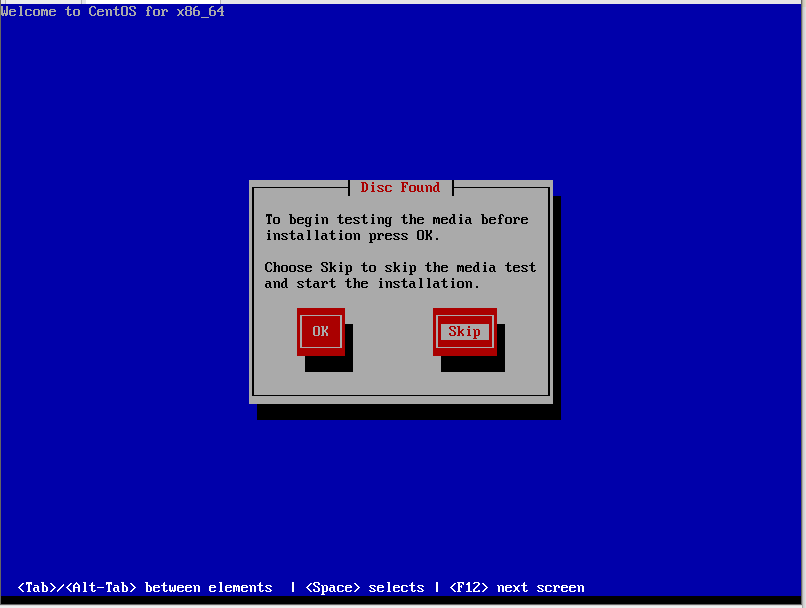 Welcome to CentOS for x86_64
Disc Found
To begin testing the media before
installation press OK.
Choose Skip to skip the media test
and start the installation.
OK Skip
<Tab>/<Alt-Tab> between elements | <Space> selects | <F12> next screen